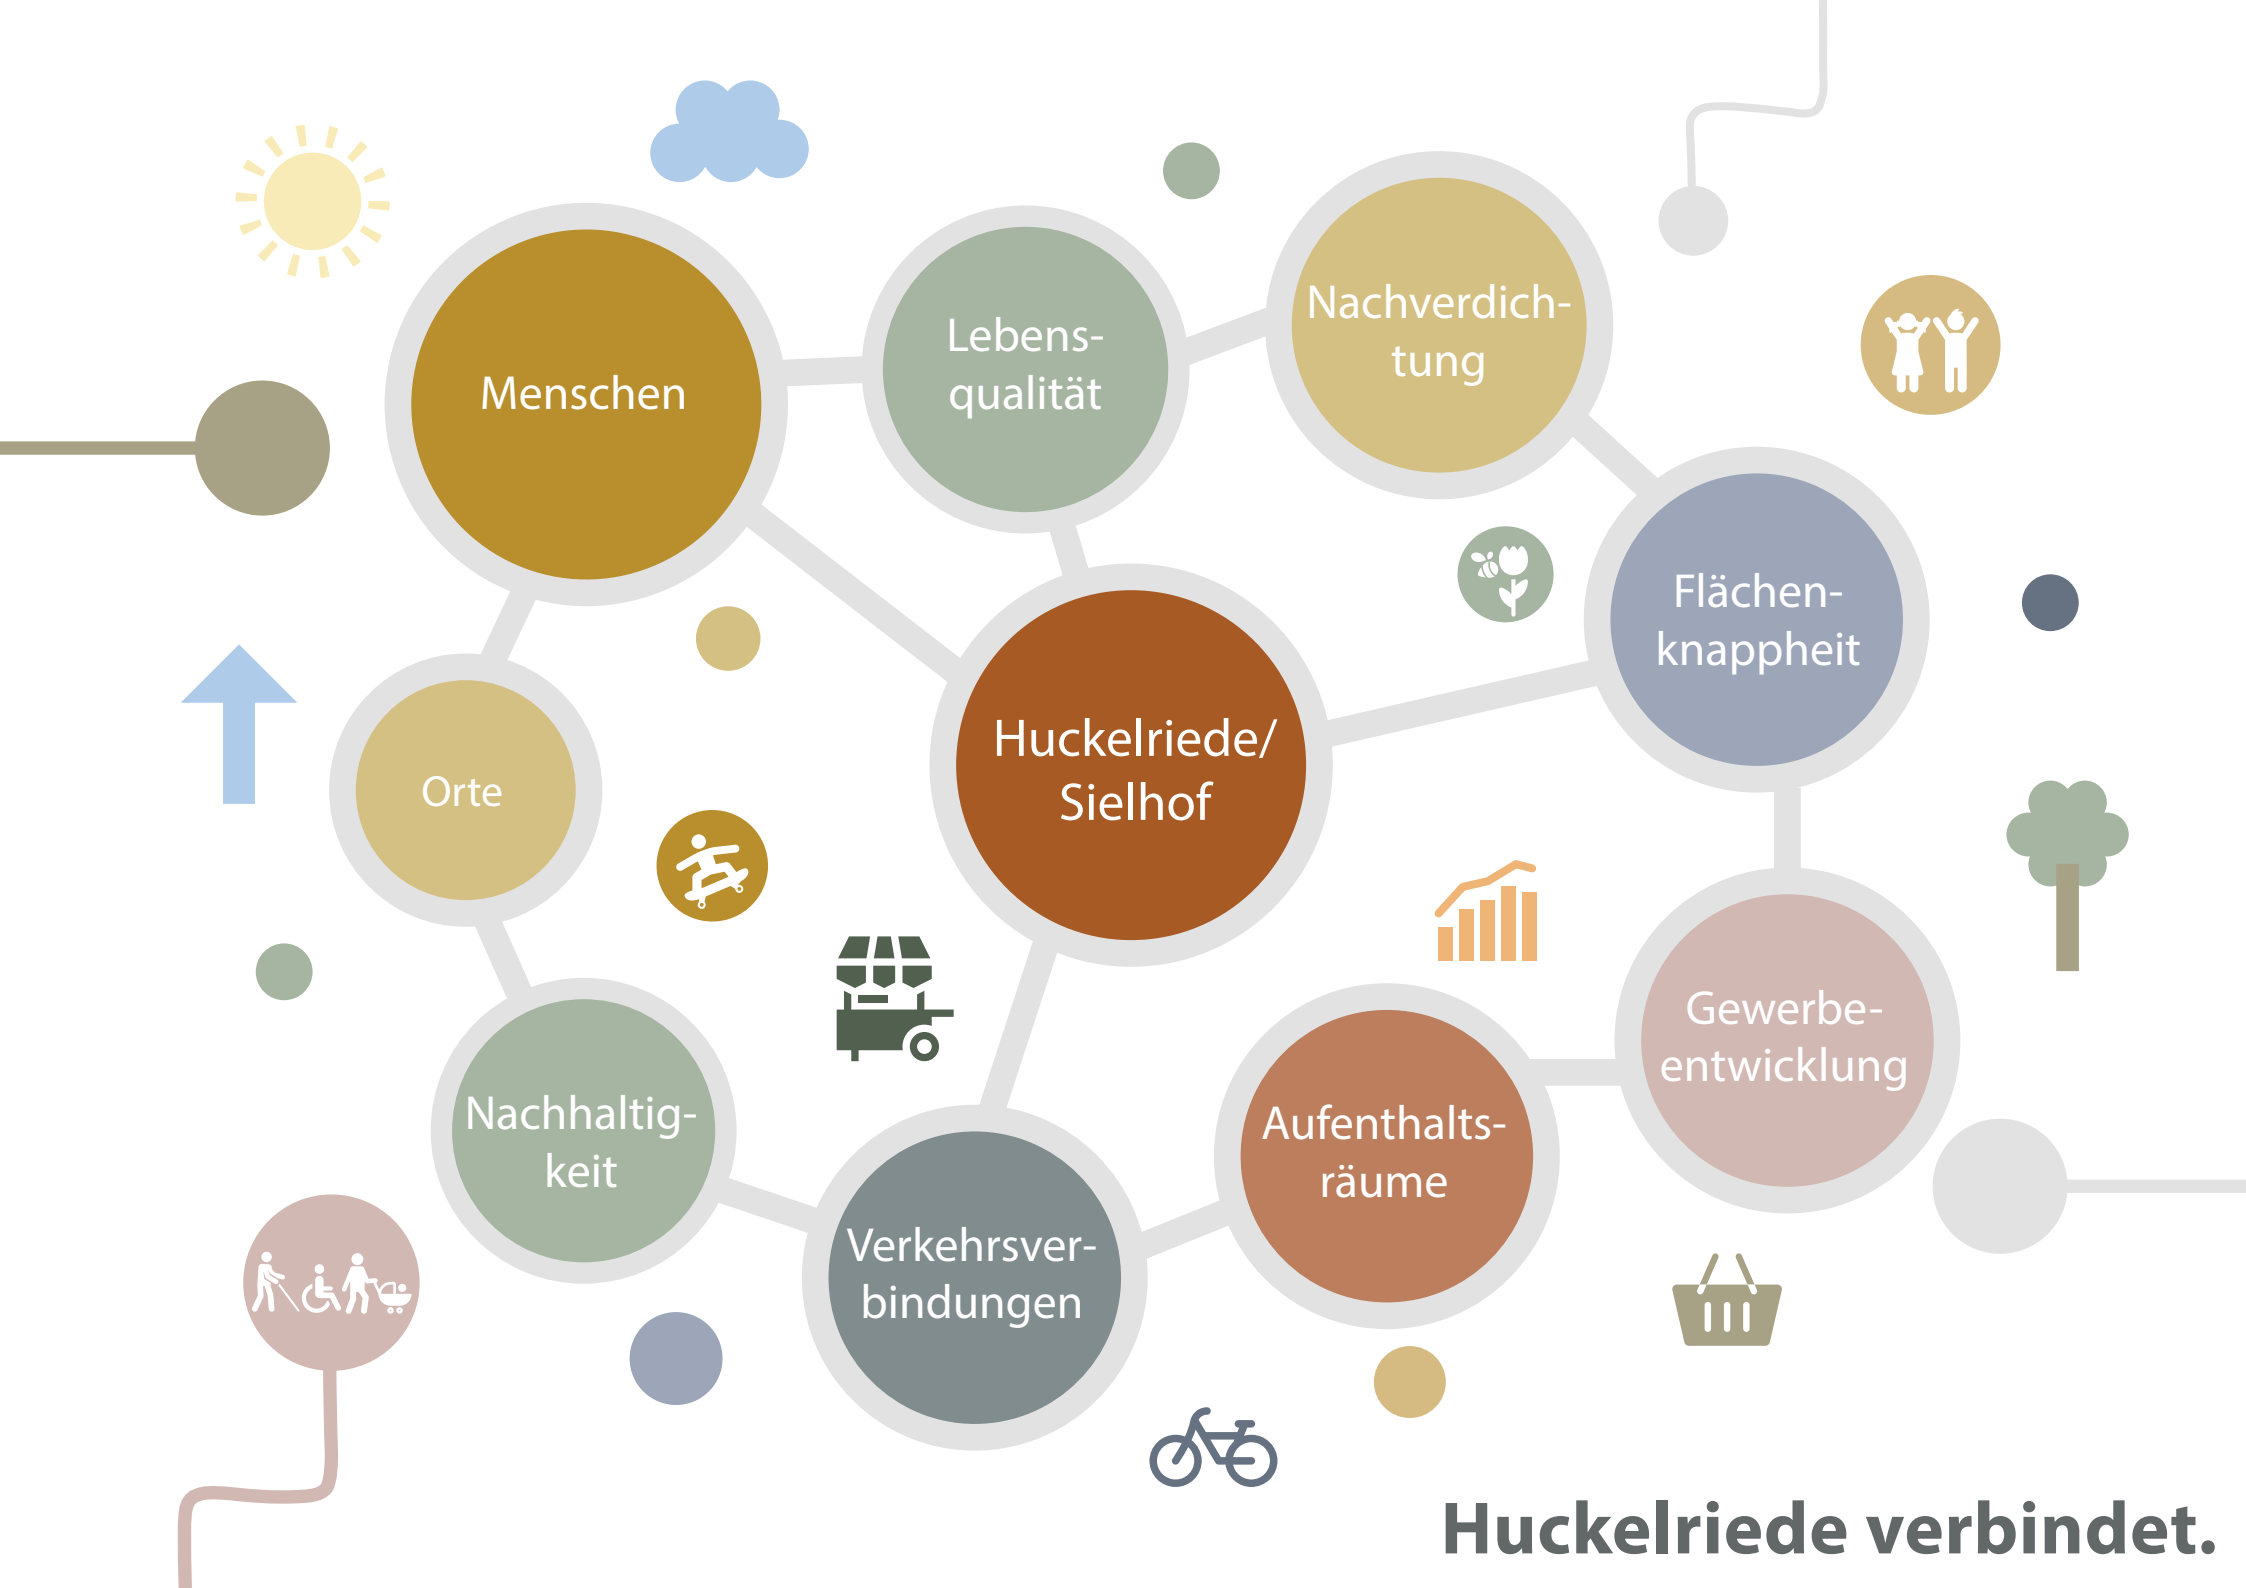 Menschen
Lebens-
qualität
Nachverdich-
tung
Flächen-
knappheit
Huckelriede/
Sielhof
Orte
Gewerbe-
entwicklung
Nachhaltig-
keit
Aufenthalts-
räume
Verkehrsver-
bindungen
Huckelriede verbindet.